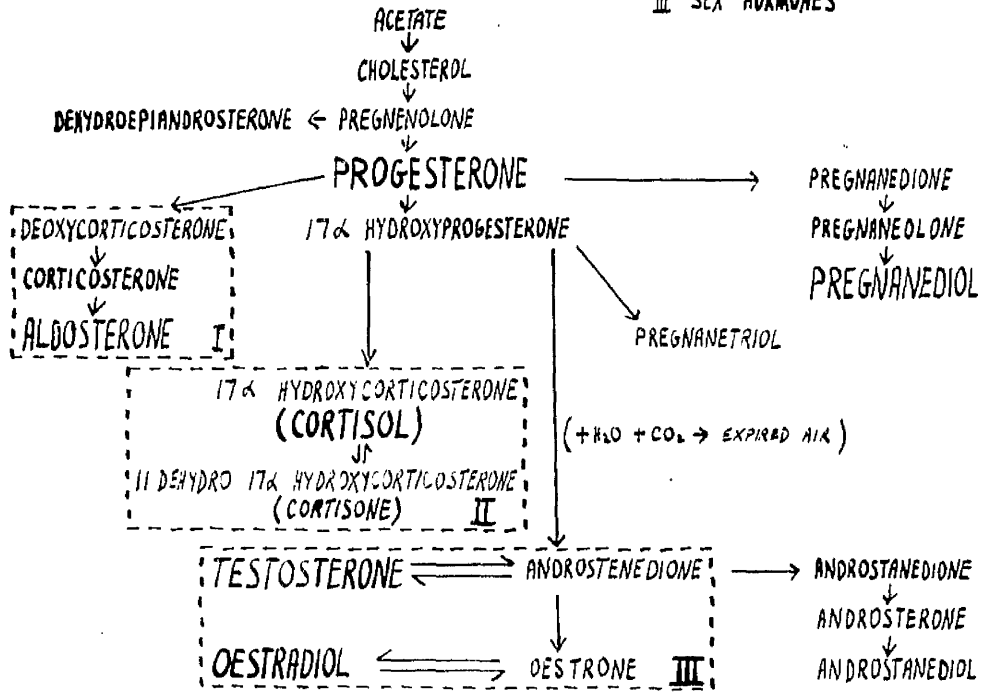 III SEX HORMONES
ACETATE
CHOLESTEROL
DEHYDROEPIANDROSTERONE ← PREGNENOLONE
PROGESTERONE
PREGNANEDIONE
DEOXYCORTICOSTERONE
17α HYDROXYPROGESTERONE
PREGNANEOLONE
CORTICOSTERONE
PREGNANEDIOL
ALDOSTERONE I
PREGNANETRIOL
17α HYDROXYCORTICOSTERONE
(CORTISOL)
(+H₂O + CO₂ → EXPIRED AIR)
11 DEHYDRO 17α HYDROXYCORTICOSTERONE
(CORTISONE) II
TESTOSTERONE ANDROSTENEDIONE
ANDROSTANEDIONE
ANDROSTERONE
OESTRADIOL OESTRONE III
ANDROSTANEDIOL